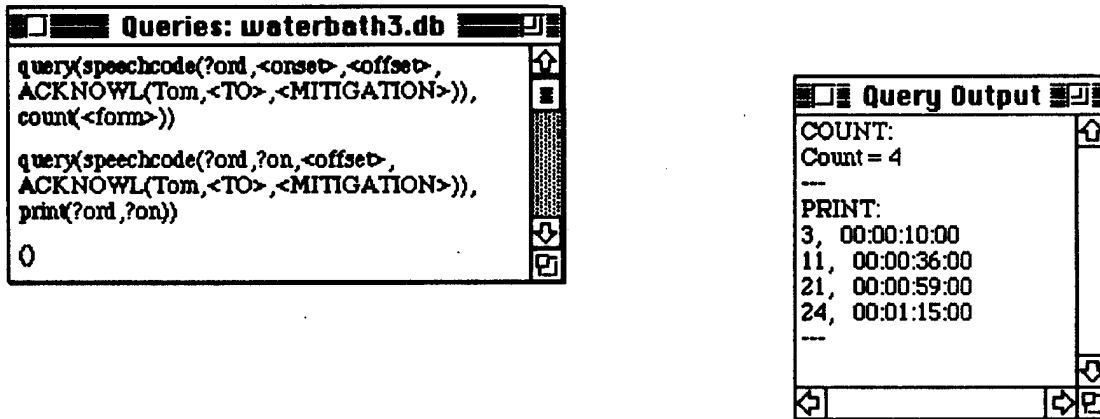 Queries: waterbath3.db
query(speechcode(?ord,<onset>,<offset>,
ACKNOWL(Tom,<TO>,<MITIGATION>)),
count(<form>))
query(speechcode(?ord,?on,<offset>,
ACKNOWL(Tom,<TO>,<MITIGATION>)),
print(?ord,?on))
()
Query Output
COUNT:
Count = 4
---
PRINT:
3, 00:00:10:00
11, 00:00:36:00
21, 00:00:59:00
24, 00:01:15:00
---